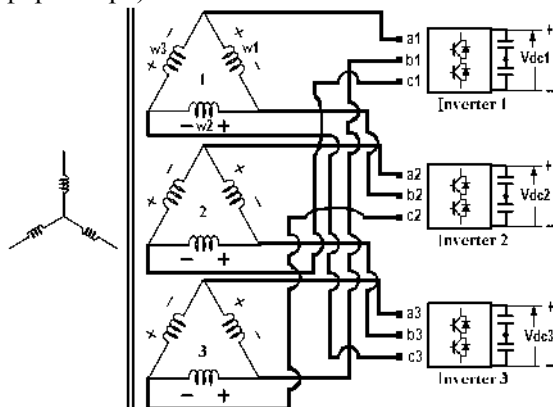 w3
w1
1
w2
a1
b1
c1
Inverter 1
Vdc1
2
a2
b2
c2
Inverter 2
Vdc2
3
a3
b3
c3
Inverter 3
Vdc3